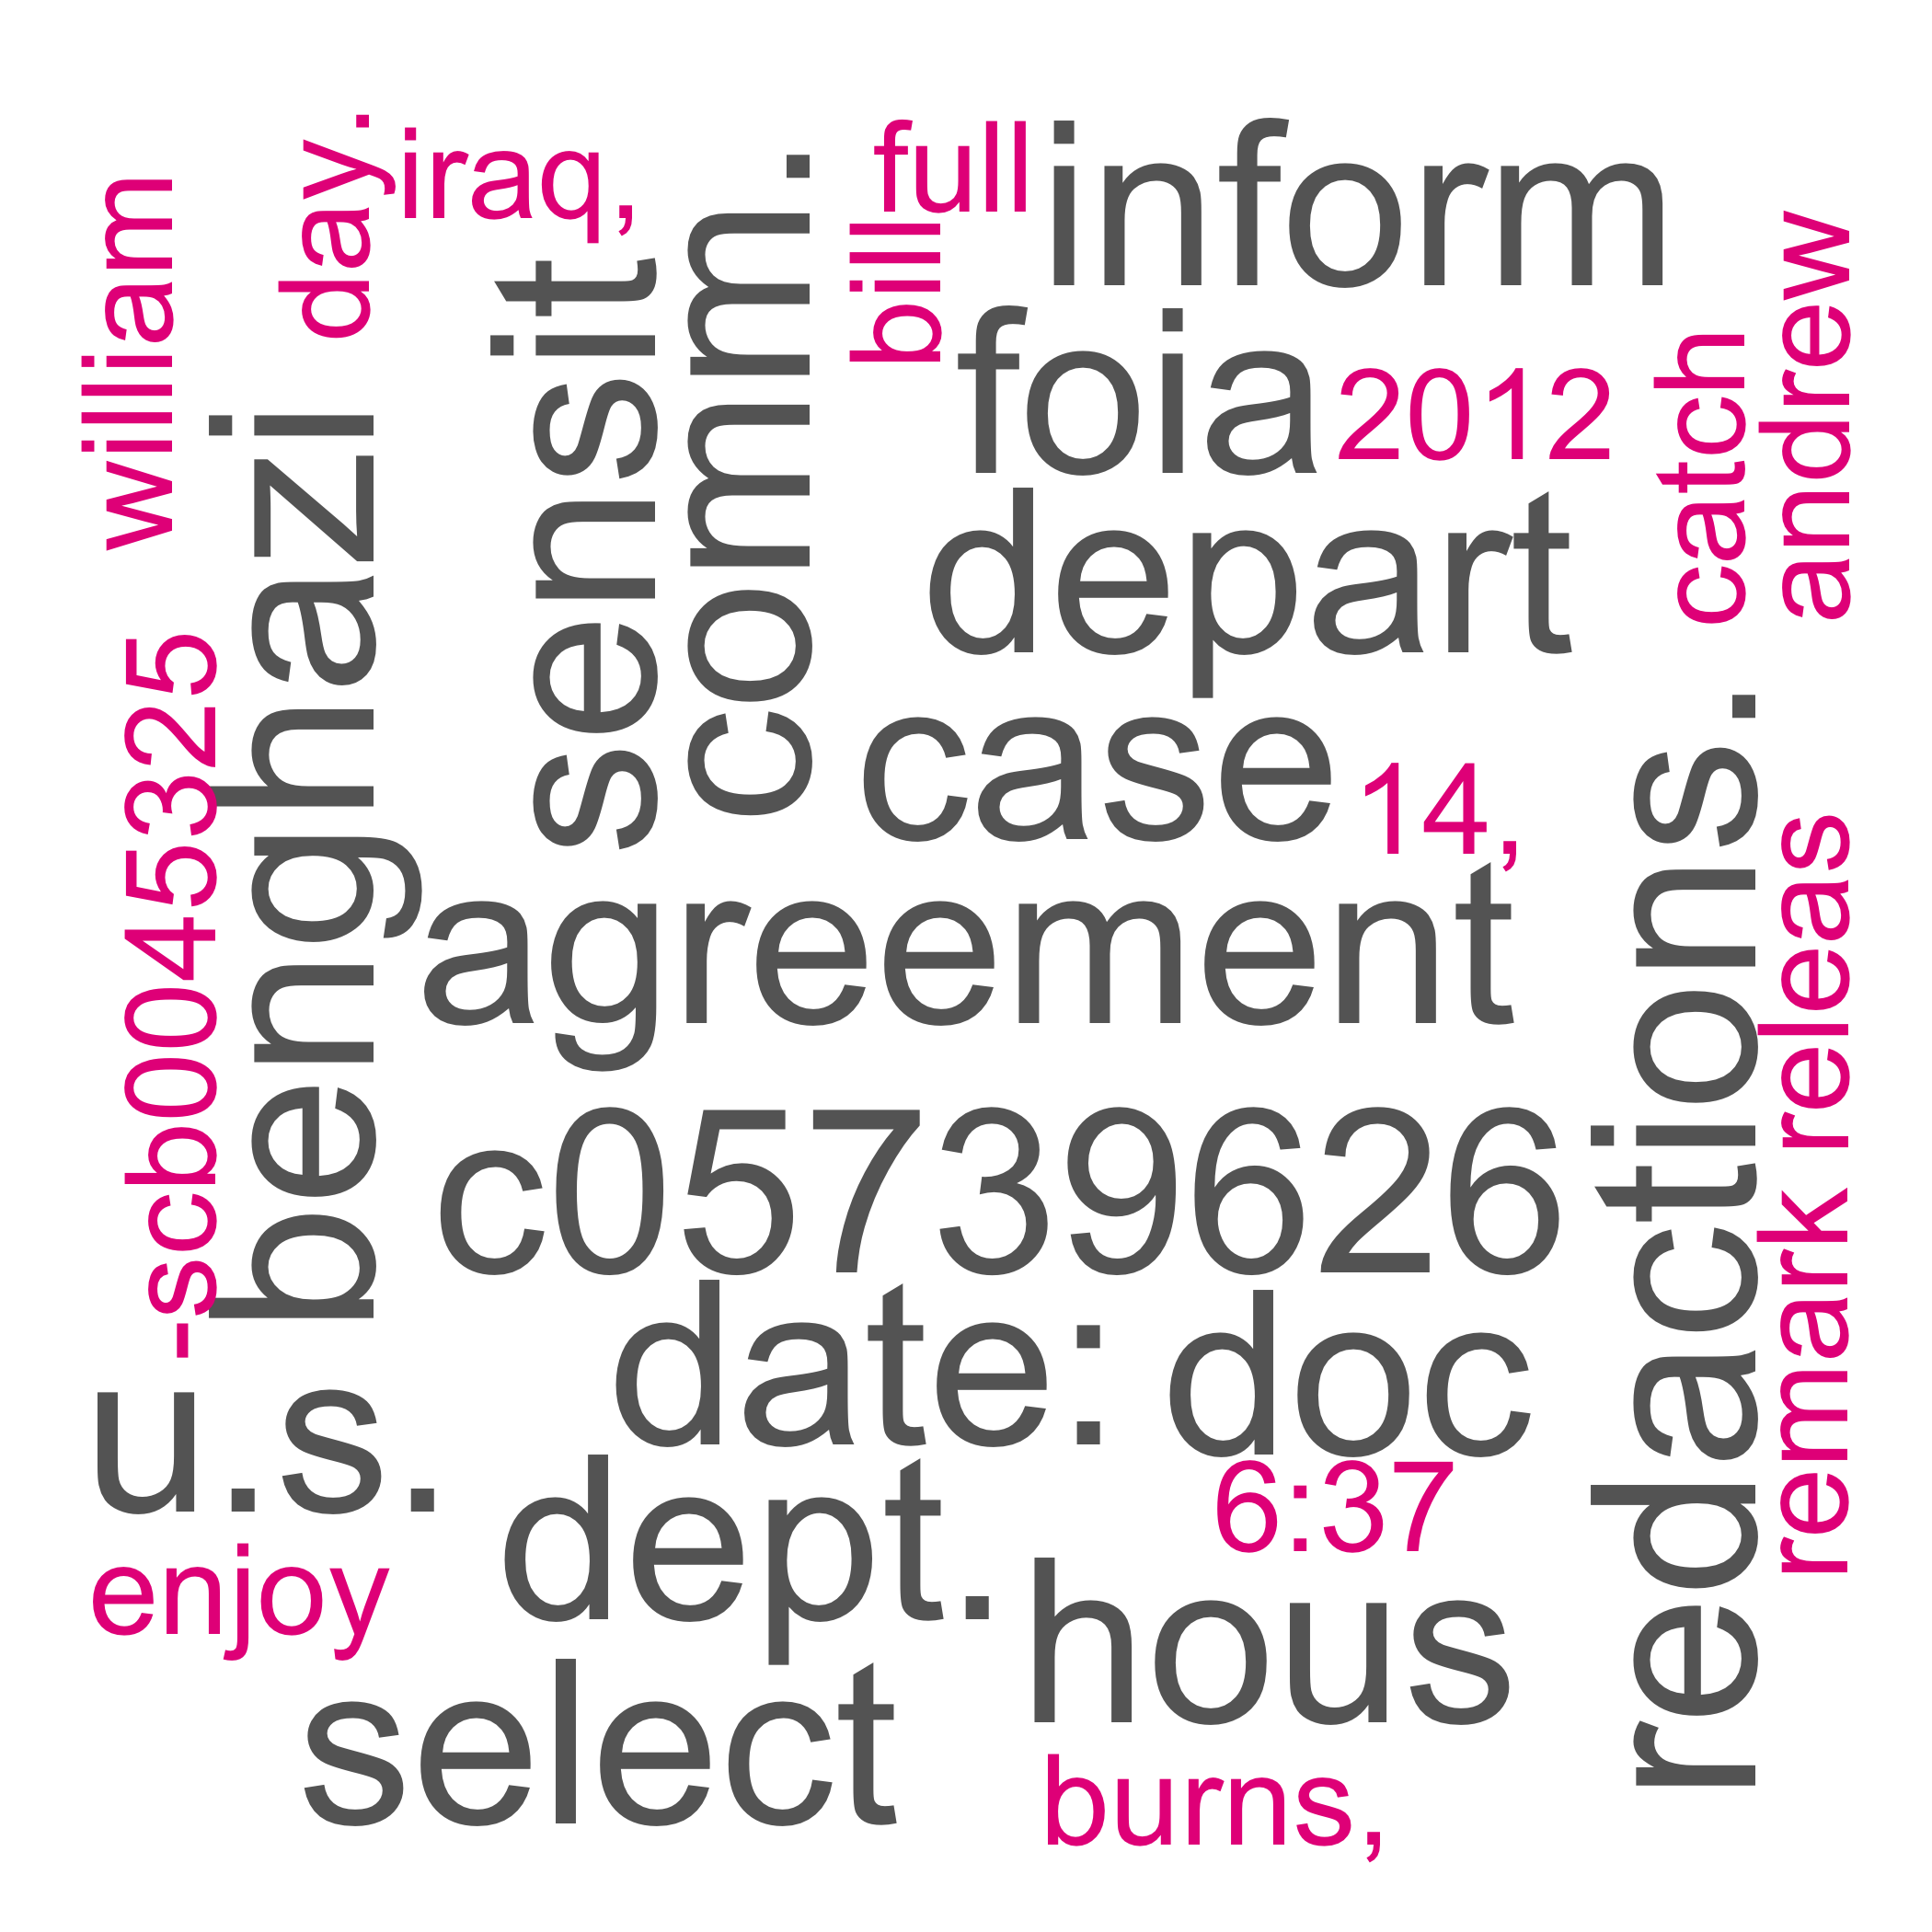 day.
iraq,
full
inform
william
sensit
comm.
bill
foia
2012
catch
andrew
benghazi
depart
-scb0045325
case
14,
redactions.
remark releas
agreement
c05739626
date:
doc
u.s.
dept.
6:37
enjoy
hous
select
burns,